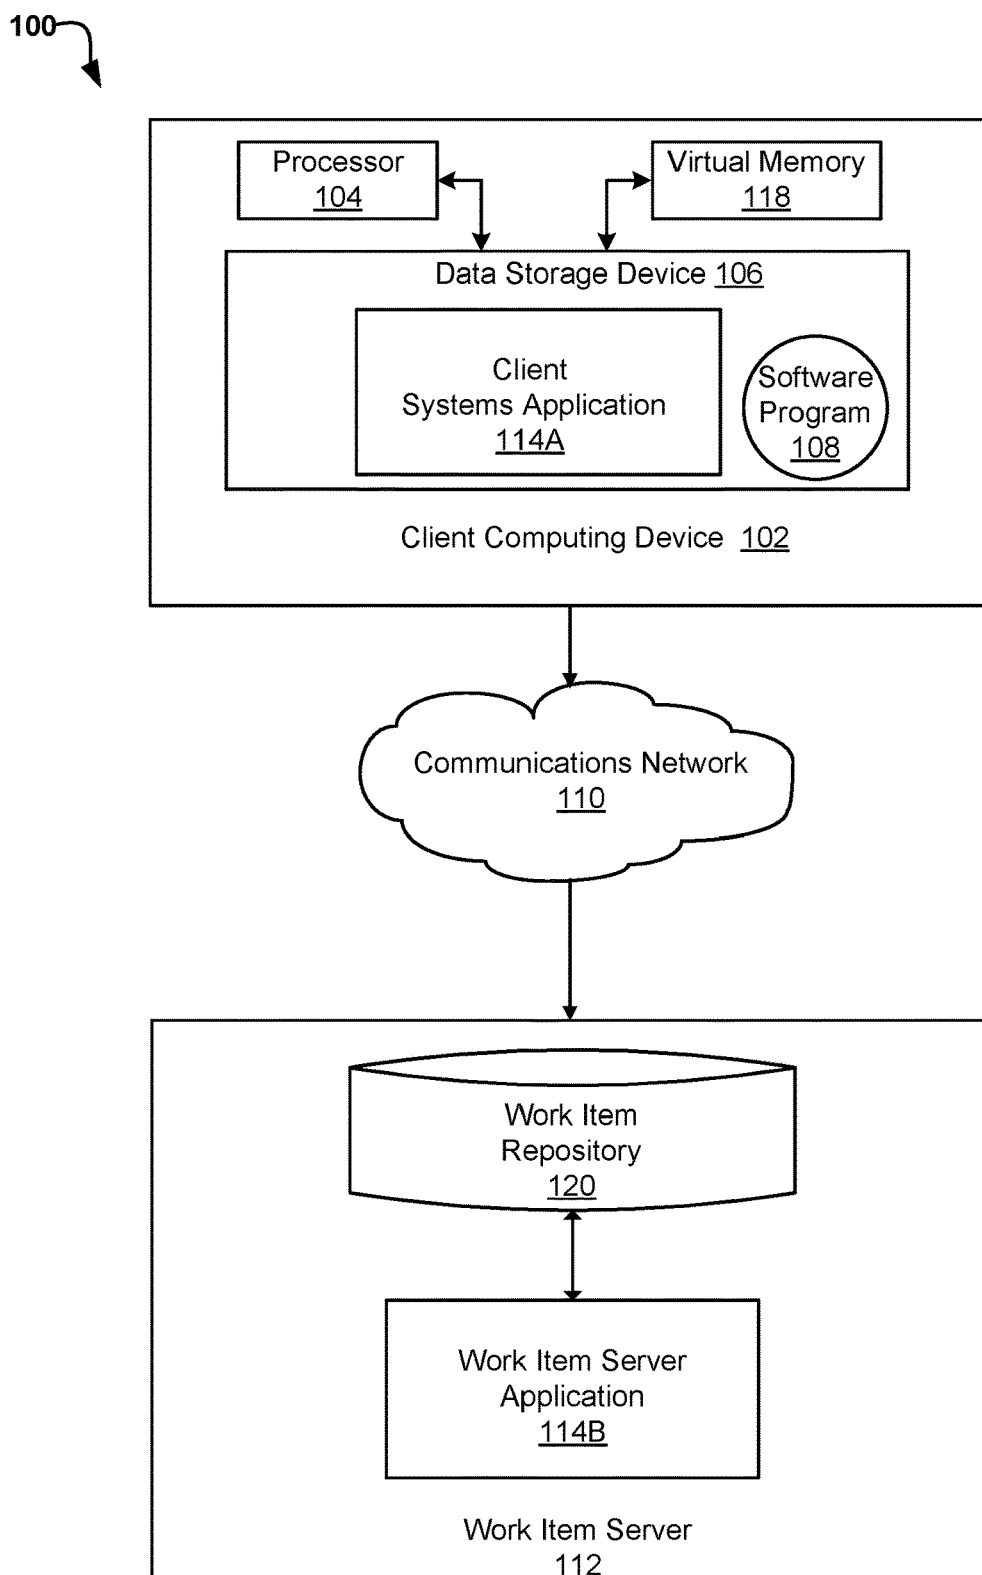 100
Processor
104
Virtual Memory
118
Data Storage Device 106
Client
Systems Application
114A
Software
Program
108
Client Computing Device 102
Communications Network
110
Work Item
Repository
120
Work Item Server
Application
114B
Work Item Server
112